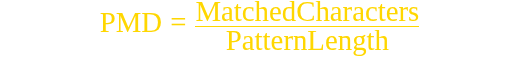 PMD = MatchedCharacters
PatternLength